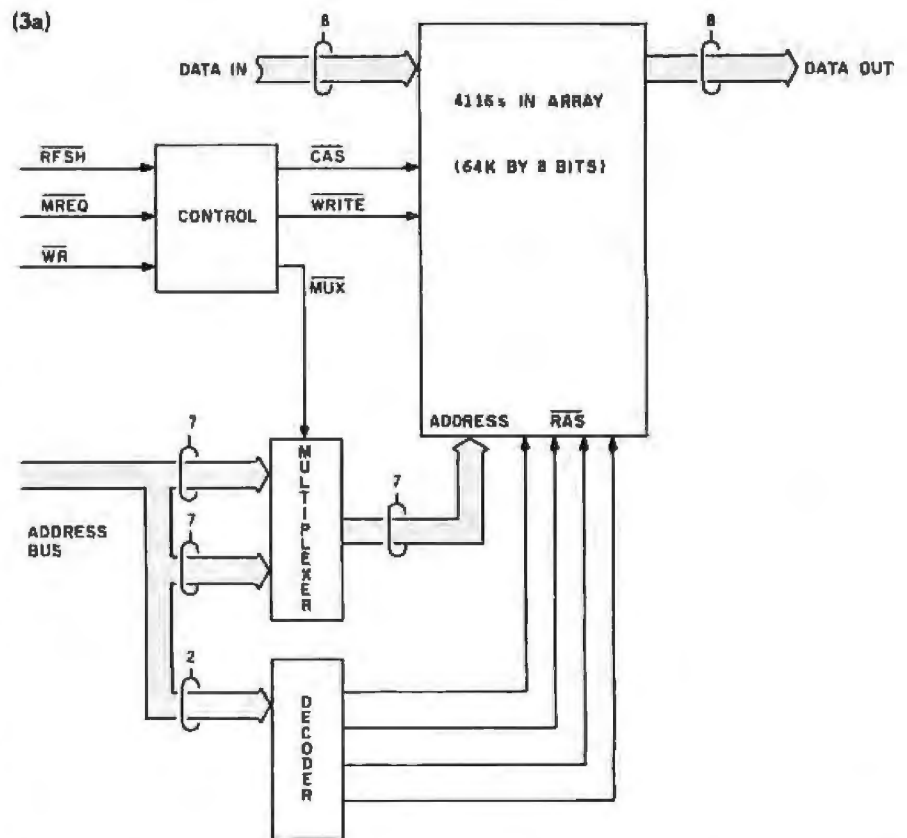 (3a)
8
8
DATA IN
DATA OUT
4116s IN ARRAY
(64K BY 8 BITS)
RFSH
CAS
MREQ
CONTROL
WRITE
WR
MUX
ADDRESS RAS
7
MULTIPLEXER
7
7
ADDRESS
BUS
2
DECODER